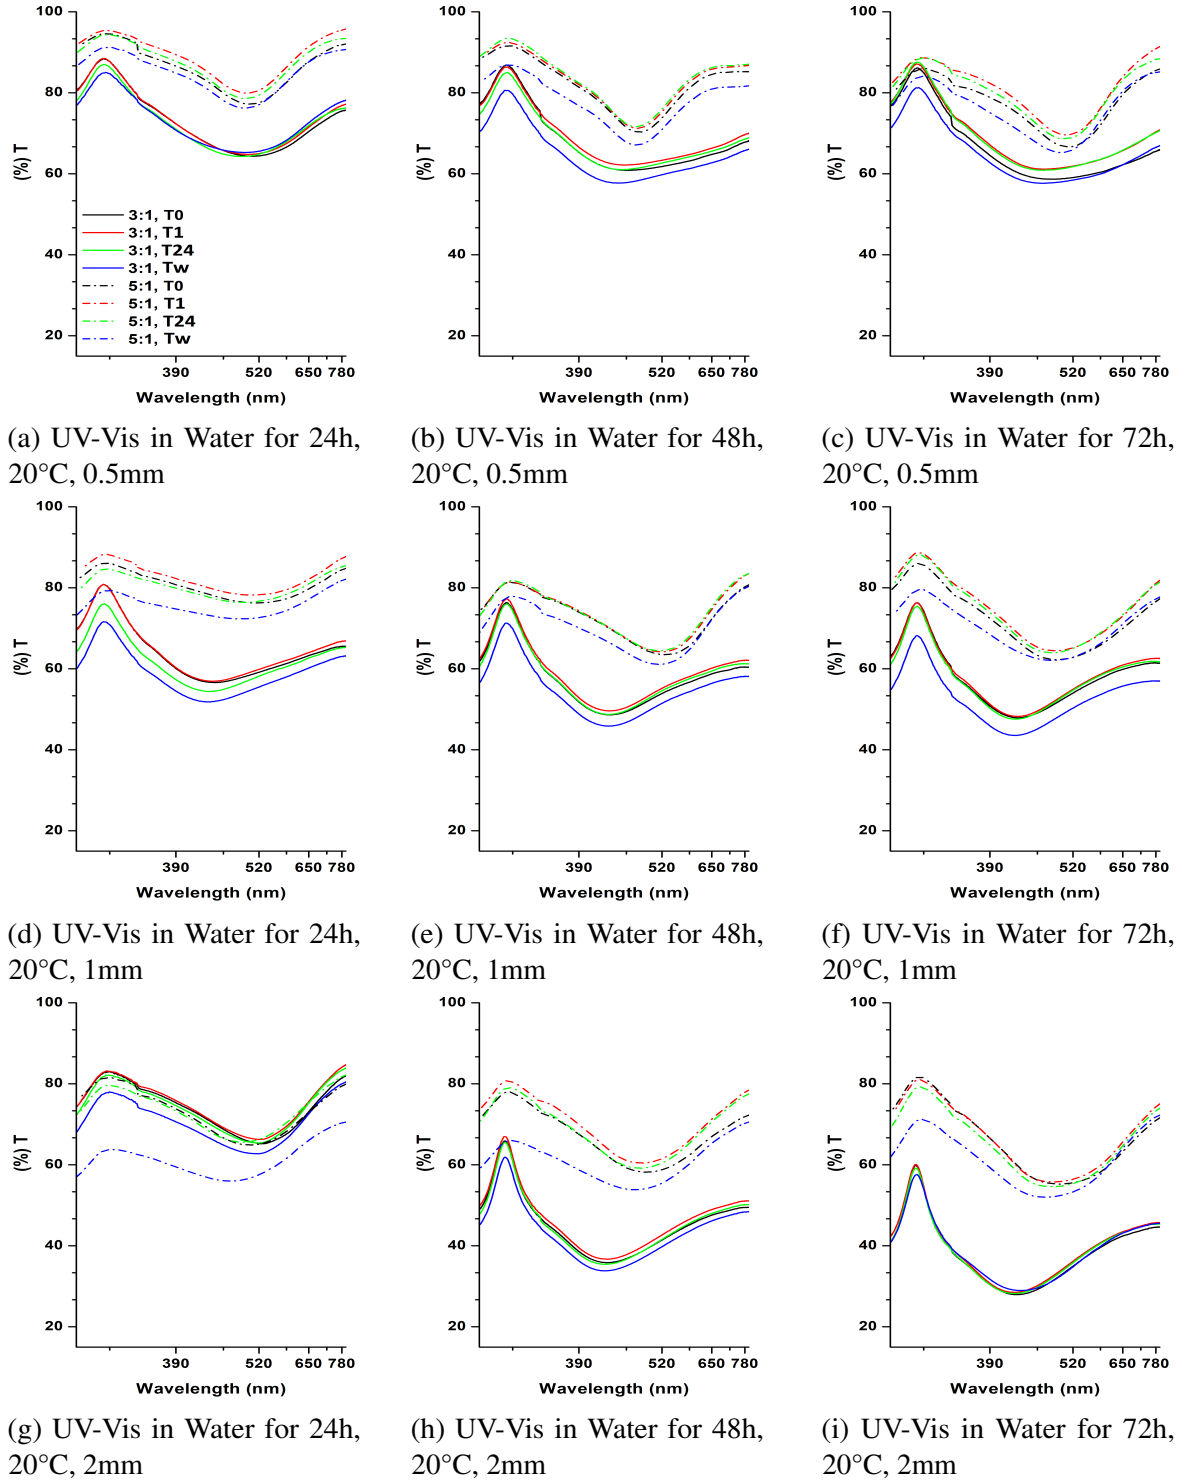 100
80
60
40
20
(%) T
3:1, T0
3:1, T1
3:1, T24
3:1, Tw
5:1, T0
5:1, T1
5:1, T24
5:1, Tw
390 520 650 780
Wavelength (nm)
(a) UV-Vis in Water for 24h,
20°C, 0.5mm
100
80
60
40
20
(%) T
390 520 650 780
Wavelength (nm)
(b) UV-Vis in Water for 48h,
20°C, 0.5mm
100
80
60
40
20
(%) T
390 520 650 780
Wavelength (nm)
(c) UV-Vis in Water for 72h,
20°C, 0.5mm
100
80
60
40
20
(%) T
390 520 650 780
Wavelength (nm)
(d) UV-Vis in Water for 24h,
20°C, 1mm
100
80
60
40
20
(%) T
390 520 650 780
Wavelength (nm)
(e) UV-Vis in Water for 48h,
20°C, 1mm
100
80
60
40
20
(%) T
390 520 650 780
Wavelength (nm)
(f) UV-Vis in Water for 72h,
20°C, 1mm
100
80
60
40
20
(%) T
390 520 650 780
Wavelength (nm)
(g) UV-Vis in Water for 24h,
20°C, 2mm
100
80
60
40
20
(%) T
390 520 650 780
Wavelength (nm)
(h) UV-Vis in Water for 48h,
20°C, 2mm
100
80
60
40
20
(%) T
390 520 650 780
Wavelength (nm)
(i) UV-Vis in Water for 72h,
20°C, 2mm